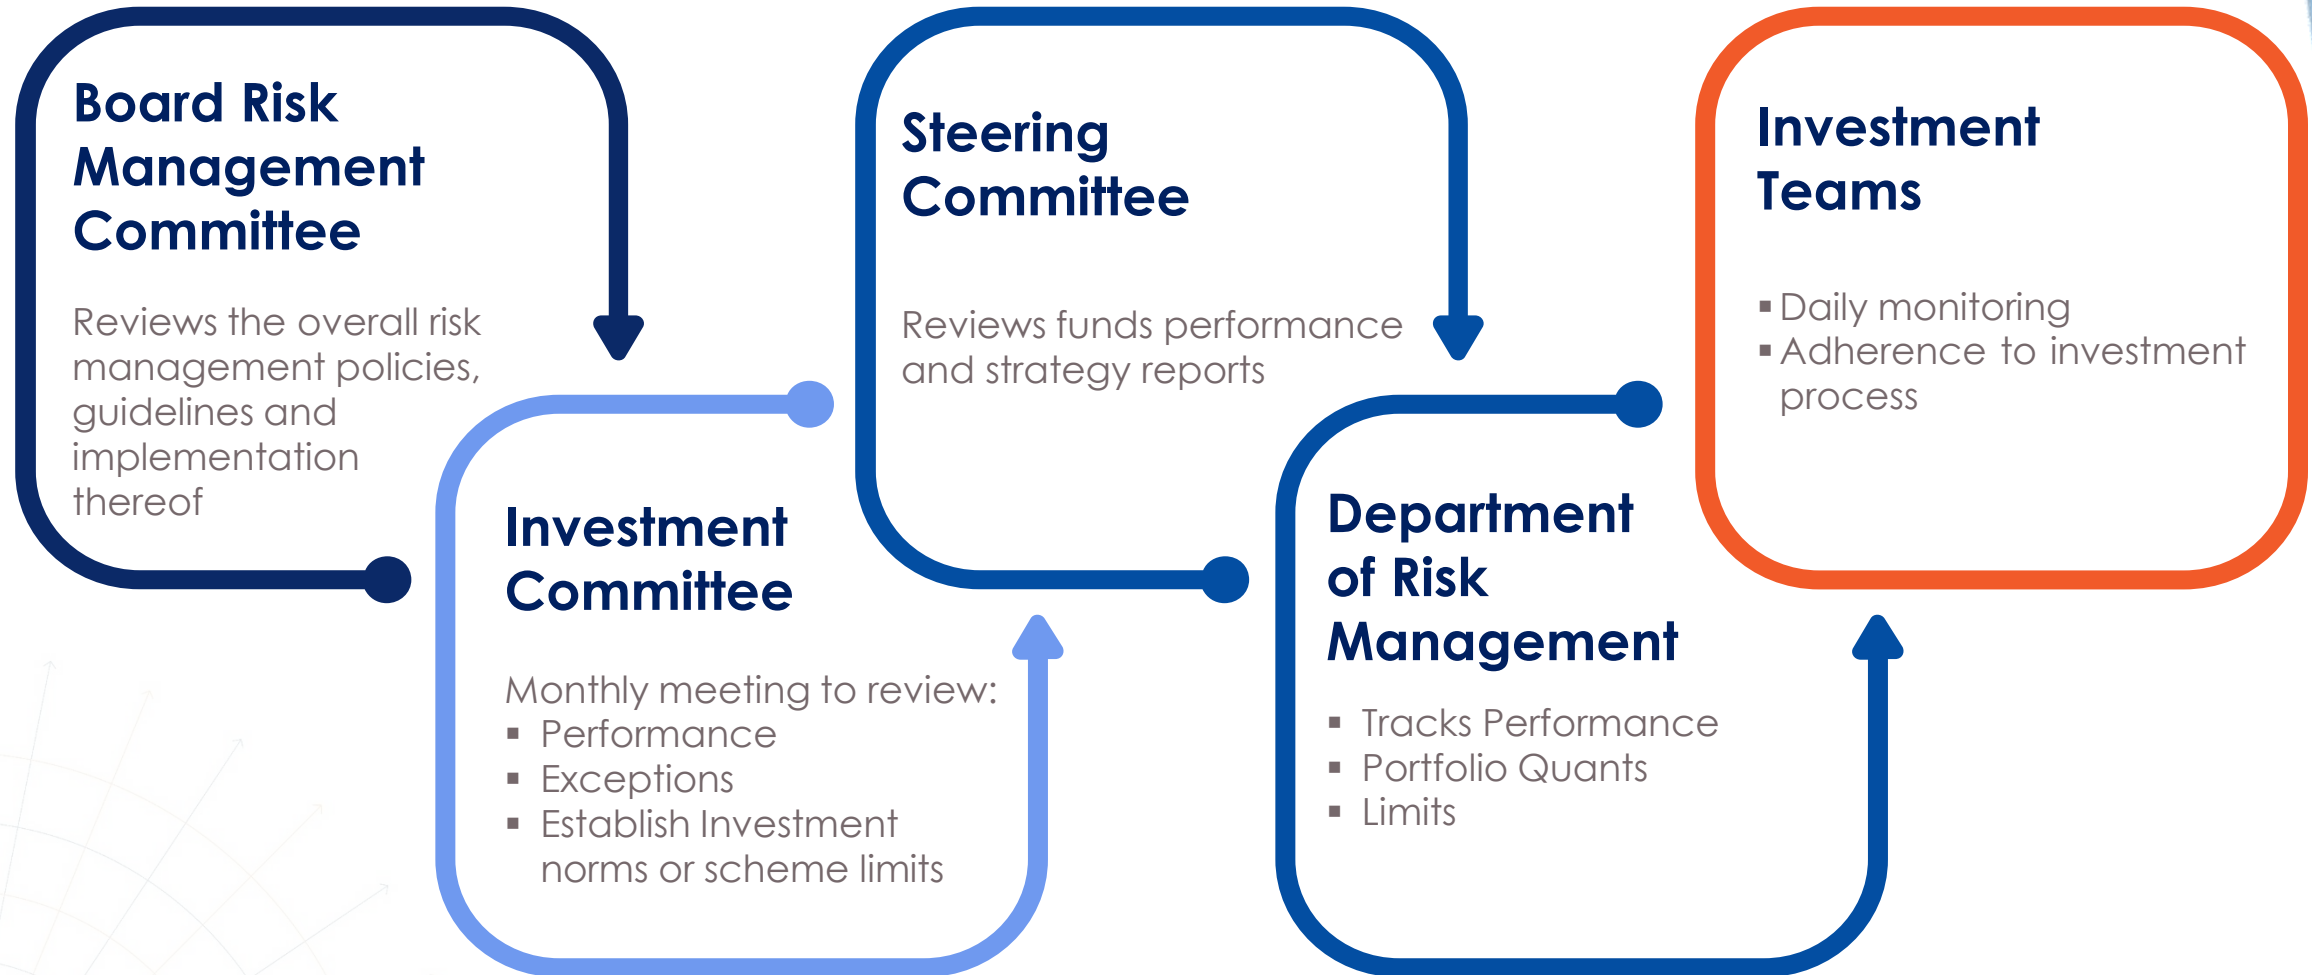 Board Risk
Management
Committee
Reviews the overall risk
management policies,
guidelines and
implementation
thereof
Investment
Committee
Monthly meeting to review:
▪ Performance
▪ Exceptions
▪ Establish Investment
norms or scheme limits
Steering
Committee
Reviews funds performance
and strategy reports
Department
of Risk
Management
▪ Tracks Performance
▪ Portfolio Quants
▪ Limits
Investment
Teams
▪ Daily monitoring
▪ Adherence to investment
process